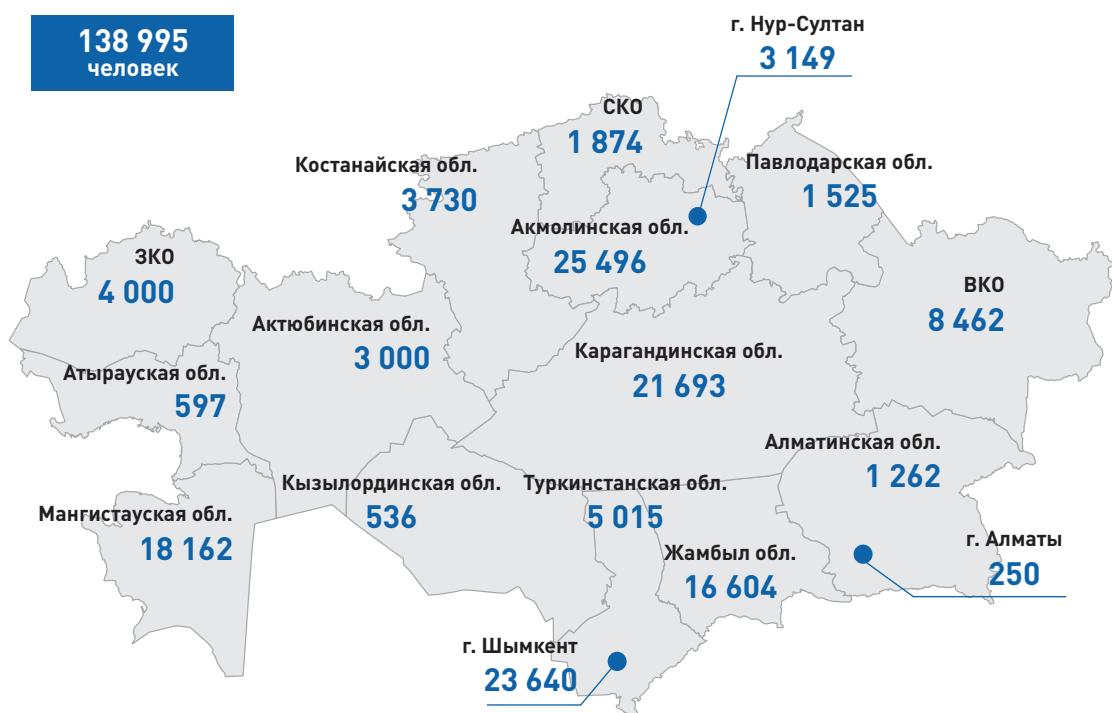 138 995
человек
г. Нур-Султан
3 149
СКО
1 874
Костанайская обл.
3 730
Павлодарская обл.
1 525
Акмолинская обл.
25 496
ЗКО
4 000
ВКО
8 462
Актюбинская обл.
3 000
Карагандинская обл.
21 693
Атырауская обл.
597
Алматинская обл.
1 262
Кызылординская обл.
536
Туркинстанская обл.
5 015
Мангистауская обл.
18 162
г. Алматы
250
Жамбыл обл.
16 604
г. Шымкент
23 640